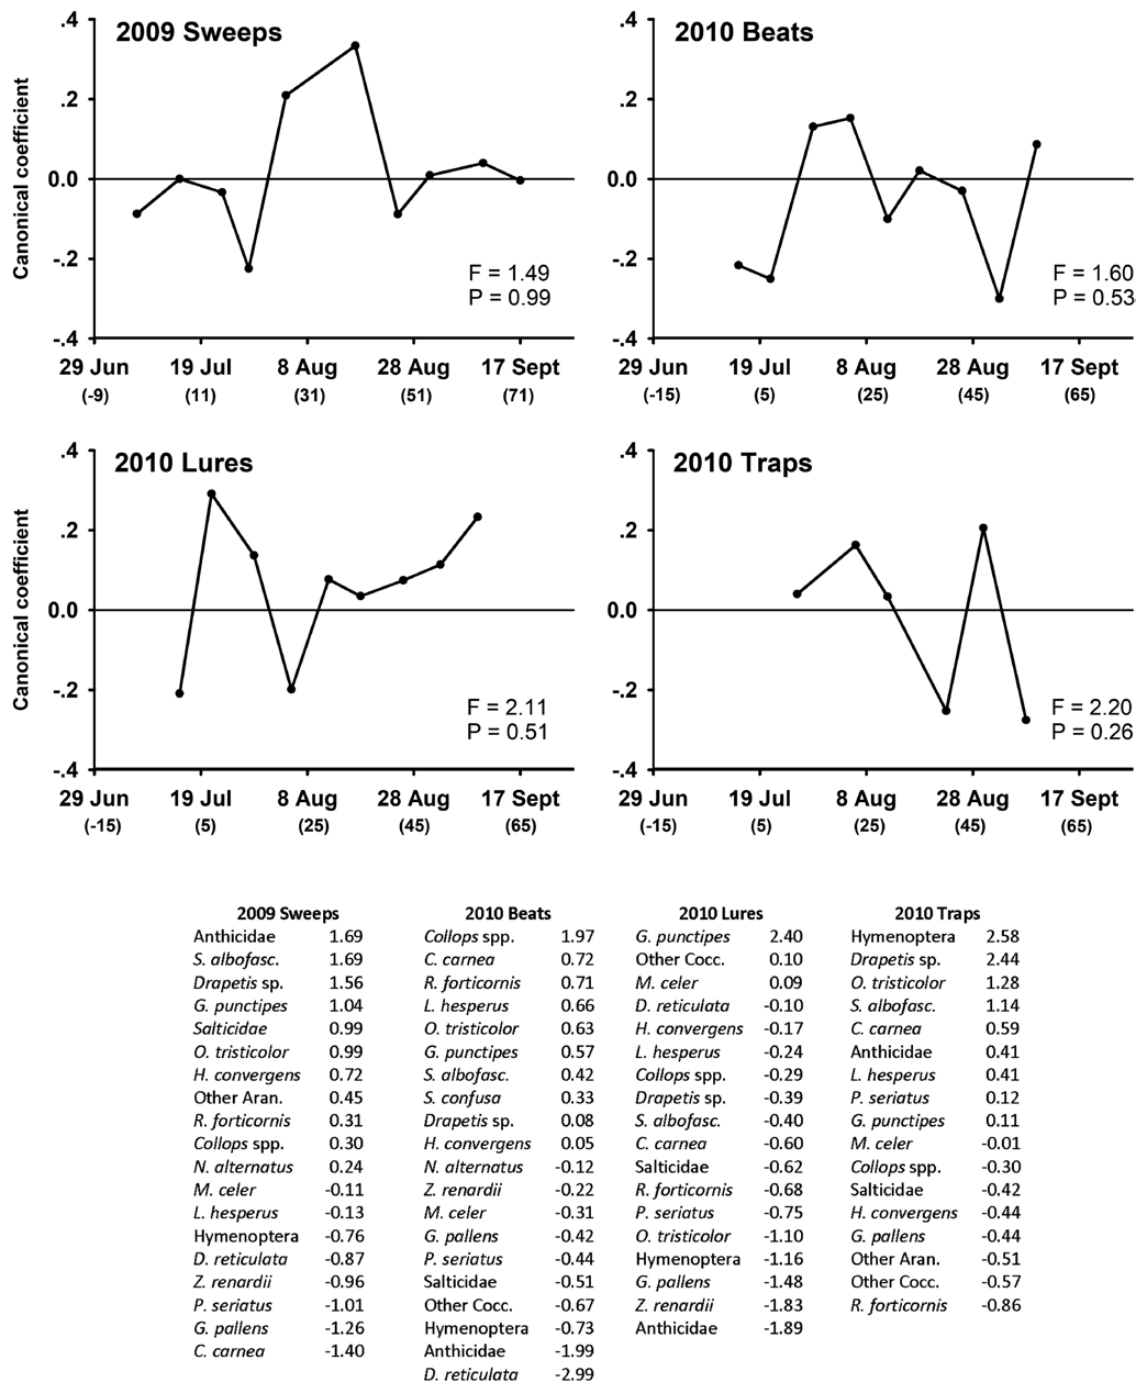 2009 Sweeps
Canonical coefficient
.4
.2
0.0
-.2
-.4
F = 1.49
P = 0.99
29 Jun 19 Jul 8 Aug 28 Aug 17 Sept
(-9) (11) (31) (51) (71)
2010 Beats
.4
.2
0.0
-.2
-.4
F = 1.60
P = 0.53
29 Jun 19 Jul 8 Aug 28 Aug 17 Sept
(-15) (5) (25) (45) (65)
2010 Lures
Canonical coefficient
.4
.2
0.0
-.2
-.4
F = 2.11
P = 0.51
29 Jun 19 Jul 8 Aug 28 Aug 17 Sept
(-15) (5) (25) (45) (65)
2010 Traps
.4
.2
0.0
-.2
-.4
F = 2.20
P = 0.26
29 Jun 19 Jul 8 Aug 28 Aug 17 Sept
(-15) (5) (25) (45) (65)
2009 Sweeps
Anthicidae 1.69
S. albofasc. 1.69
Drapetis sp. 1.56
G. punctipes 1.04
Salticidae 0.99
O. tristicolor 0.99
H. convergens 0.72
Other Aran. 0.45
R. forticornis 0.31
Collops spp. 0.30
N. alternatus 0.24
M. celer -0.11
L. hesperus -0.13
Hymenoptera -0.76
D. reticulata -0.87
Z. renardii -0.96
P. seriatus -1.01
G. pallens -1.26
C. carnea -1.40
2010 Beats
Collops spp. 1.97
C. carnea 0.72
R. forticornis 0.71
L. hesperus 0.66
O. tristicolor 0.63
G. punctipes 0.57
S. albofasc. 0.42
S. confusa 0.33
Drapetis sp. 0.08
H. convergens 0.05
N. alternatus -0.12
Z. renardii -0.22
M. celer -0.31
G. pallens -0.42
P. seriatus -0.44
Salticidae -0.51
Other Cocc. -0.67
Hymenoptera -0.73
Anthicidae -1.99
D. reticulata -2.99
2010 Lures
G. punctipes 2.40
Other Cocc. 0.10
M. celer 0.09
D. reticulata -0.10
H. convergens -0.17
L. hesperus -0.24
Collops spp. -0.29
Drapetis sp. -0.39
S. albofasc. -0.40
C. carnea -0.60
Salticidae -0.62
R. forticornis -0.68
P. seriatus -0.75
O. tristicolor -1.10
Hymenoptera -1.16
G. pallens -1.48
Z. renardii -1.83
Anthicidae -1.89
2010 Traps
Hymenoptera 2.58
Drapetis sp. 2.44
O. tristicolor 1.28
S. albofasc. 1.14
C. carnea 0.59
Anthicidae 0.41
L. hesperus 0.41
P. seriatus 0.12
G. punctipes 0.11
M. celer -0.01
Collops spp. -0.30
Salticidae -0.42
H. convergens -0.44
G. pallens -0.44
Other Aran. -0.51
Other Cocc. -0.57
R. forticornis -0.86